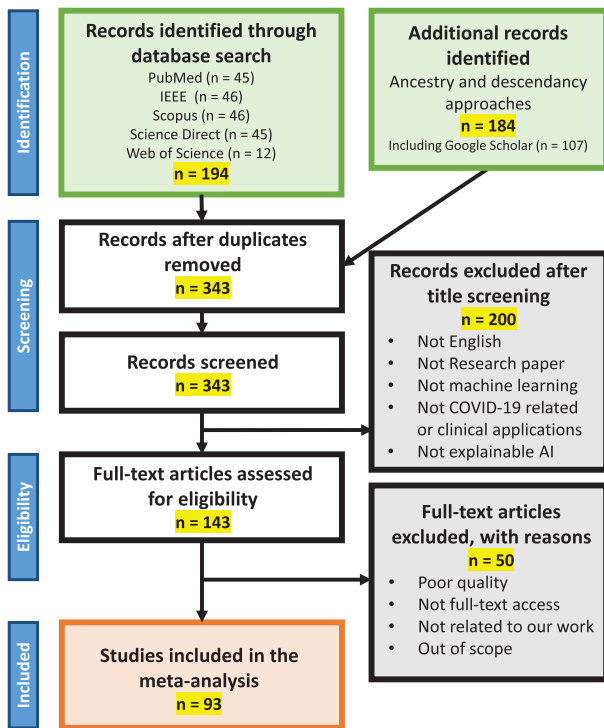 Identification
Records identified through
database search
PubMed (n = 45)
IEEE (n = 46)
Scopus (n = 46)
Science Direct (n = 45)
Web of Science (n = 12)
n = 194
Additional records
identified
Ancestry and descendancy
approaches
n = 184
Including Google Scholar (n = 107)
Screening
Records after duplicates
removed
n = 343
Records screened
n = 343
Records excluded after
title screening
n = 200
• Not English
• Not Research paper
• Not machine learning
• Not COVID-19 related
or clinical applications
• Not explainable AI
Eligibility
Full-text articles assessed
for eligibility
n = 143
Full-text articles
excluded, with reasons
n = 50
• Poor quality
• Not full-text access
• Not related to our work
• Out of scope
Included
Studies included in the
meta-analysis
n = 93